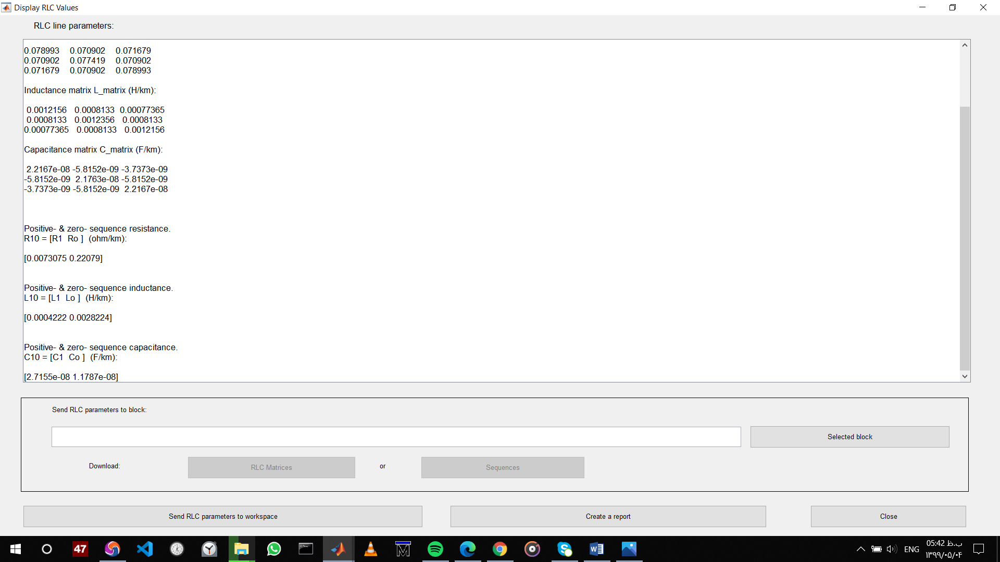 Display RLC Values
RLC line parameters:
0.078993 0.070902 0.071679
0.070902 0.077419 0.070902
0.071679 0.070902 0.078993
Inductance matrix L_matrix (H/km):
0.0012156 0.0008133 0.00077365
0.0008133 0.0012356 0.0008133
0.00077365 0.0008133 0.0012156
Capacitance matrix C_matrix (F/km):
2.2167e-08 -5.8152e-09 -3.7373e-09
-5.8152e-09 2.1763e-08 -5.8152e-09
-3.7373e-09 -5.8152e-09 2.2167e-08
Positive- & zero- sequence resistance.
R10 = [R1 Ro ] (ohm/km):
[0.0073075 0.22079]
Positive- & zero- sequence inductance.
L10 = [L1 Lo ] (H/km):
[0.0004222 0.0028224]
Positive- & zero- sequence capacitance.
C10 = [C1 Co ] (F/km):
[2.7155e-08 1.1787e-08]
Send RLC parameters to block:
Selected block
Download:
RLC Matrices
or
Sequences
Send RLC parameters to workspace
Create a report
Close
47
W
ENG
05:42 ب.ظ
۱۳۹۹/۰۵/۰۴